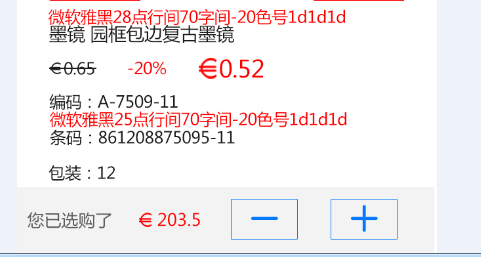 微软雅黑28点行间70字间-20色号1d1d1d
墨镜 园框包边复古墨镜
€0.65 -20% €0.52
编码：A-7509-11
微软雅黑25点行间70字间-20色号1d1d1d
条码：861208875095-11
包装：12
您已选购了 € 203.5 — +